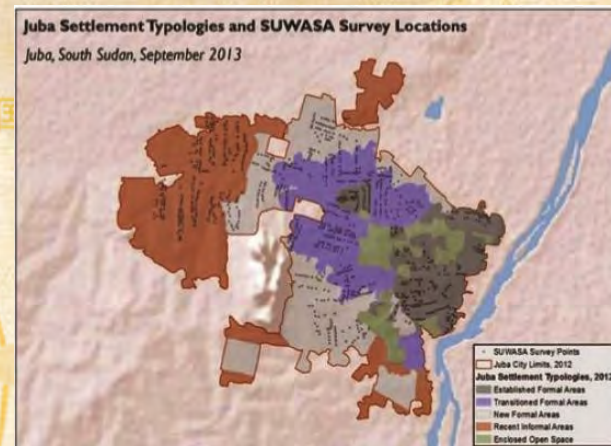 Juba Settlement Typologies and SUWASA Survey Locations
Juba, South Sudan, September 2013
SUWASA Survey Points
Juba City Limits, 2012
Juba Settlement Typologies, 2012
Established Formal Areas
Transitioned Formal Areas
New Formal Areas
Recent Informal Areas
Enclosed Open Space